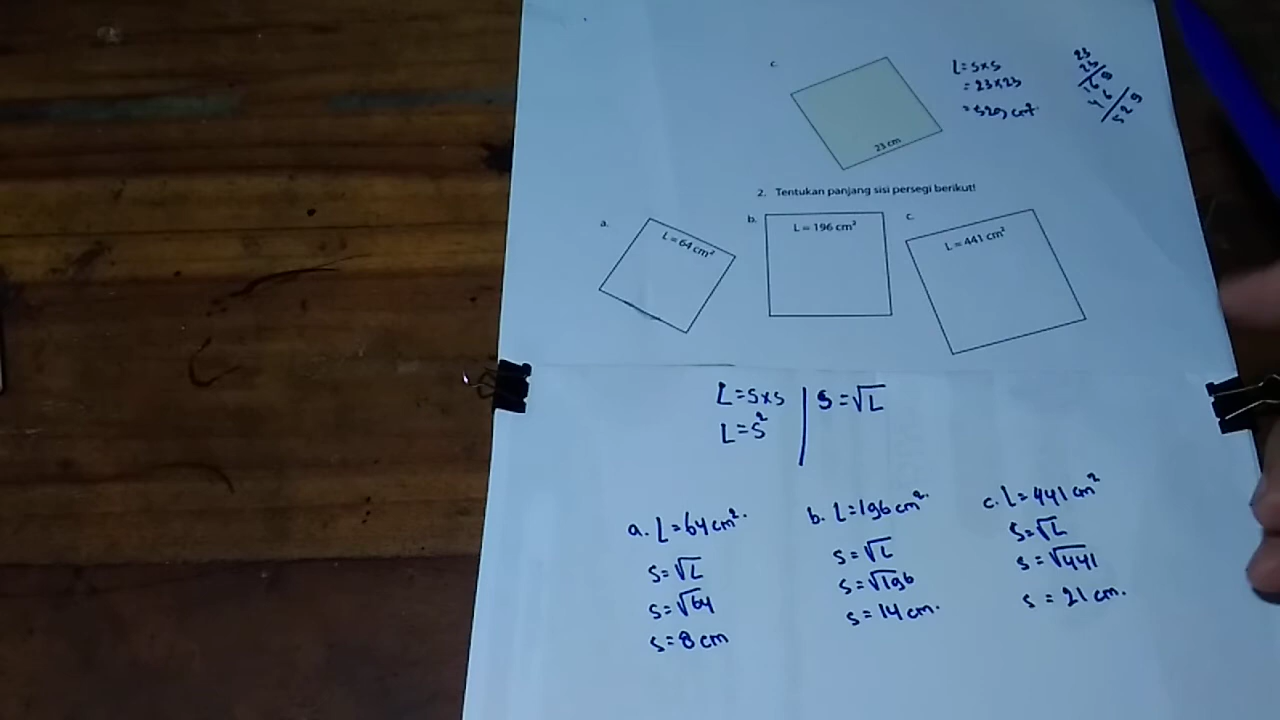 c.
23 cm
L = s x s
= 23 x 23
= 529 cm²
23
23
169
46
529
2. Tentukan panjang sisi persegi berikut!
a.
L = 64 cm²
b.
L = 196 cm²
c.
L = 441 cm²
L = s x s
L = s²
s = √L
a. L = 64 cm².
s = √L
s = √64
s = 8 cm
b. L = 196 cm².
s = √L
s = √196
s = 14 cm.
c. L = 441 cm²
s = √L
s = √441
s = 21 cm.